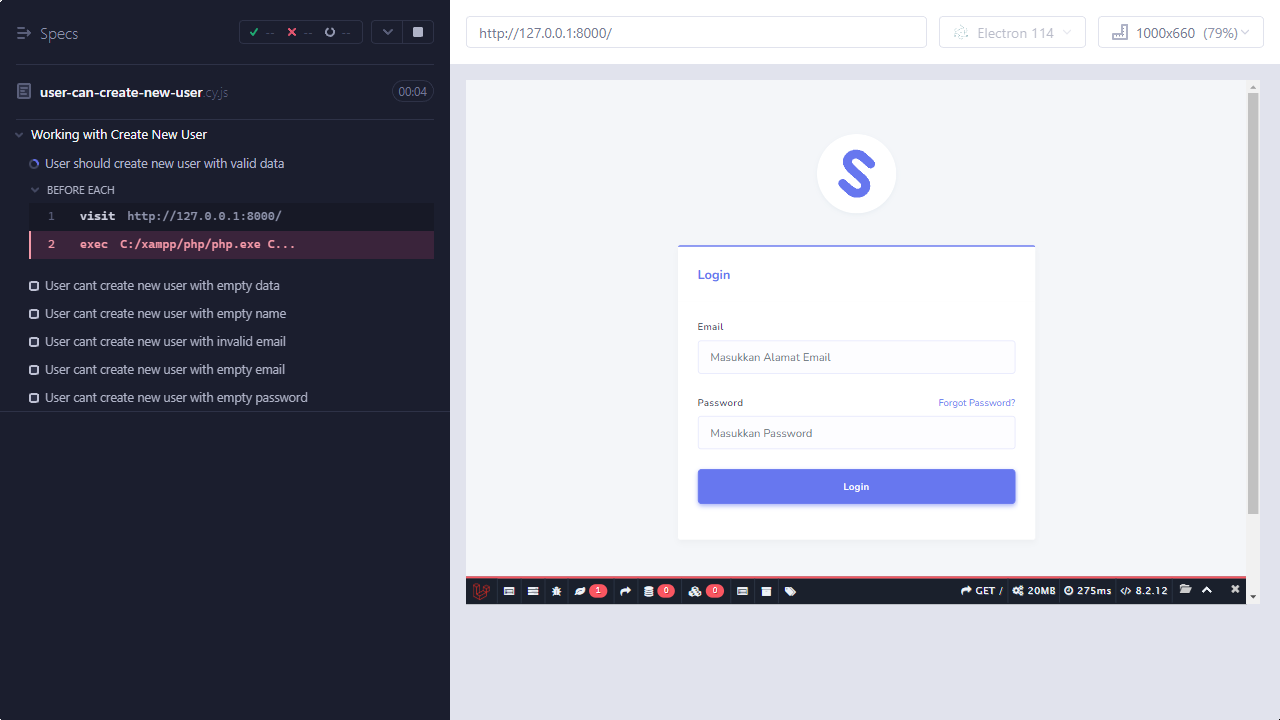 Specs
-- -- --
http://127.0.0.1:8000/
Electron 114
1000x660 (79%)
user-can-create-new-user.cy.js
00:04
Working with Create New User
User should create new user with valid data
BEFORE EACH
1 visit http://127.0.0.1:8000/
2 exec C:/xampp/php/php.exe C...
User cant create new user with empty data
User cant create new user with empty name
User cant create new user with invalid email
User cant create new user with empty email
User cant create new user with empty password
Login
Email
Masukkan Alamat Email
Password
Forgot Password?
Masukkan Password
Login
1 0 0 GET / 20MB 275ms 8.2.12